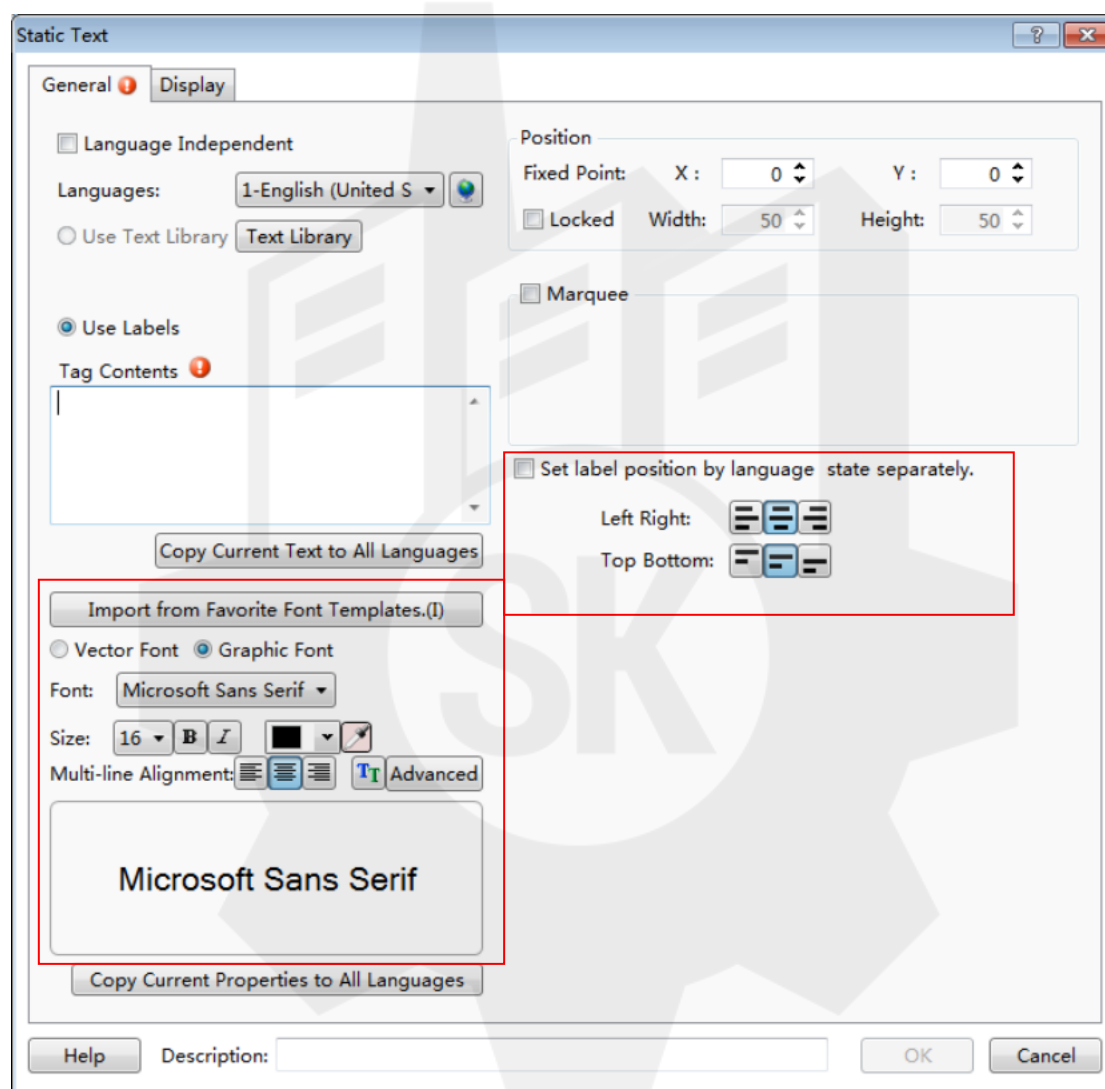 Static Text
General Display
Language Independent
Languages: 1-English (United S
Use Text Library Text Library
Use Labels
Tag Contents
Copy Current Text to All Languages
Import from Favorite Font Templates.(I)
Vector Font Graphic Font
Font: Microsoft Sans Serif
Size: 16 B I
Multi-line Alignment: TT Advanced
Microsoft Sans Serif
Copy Current Properties to All Languages
Position
Fixed Point: X : 0 Y : 0
Locked Width: 50 Height: 50
Marquee
Set label position by language state separately.
Left Right:
Top Bottom:
SK
Help Description: OK Cancel